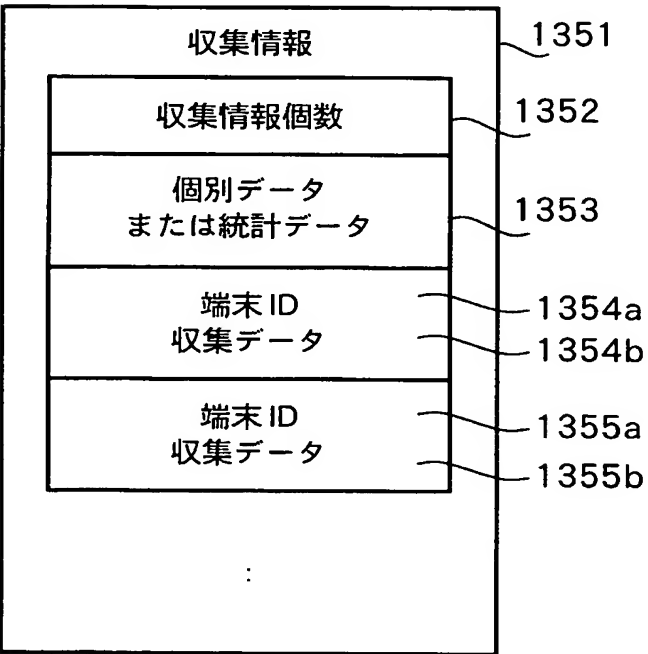 収集情報
1351
収集情報個数
1352
個別データ
または統計データ
1353
端末ID
1354a
収集データ
1354b
端末ID
1355a
収集データ
1355b
: